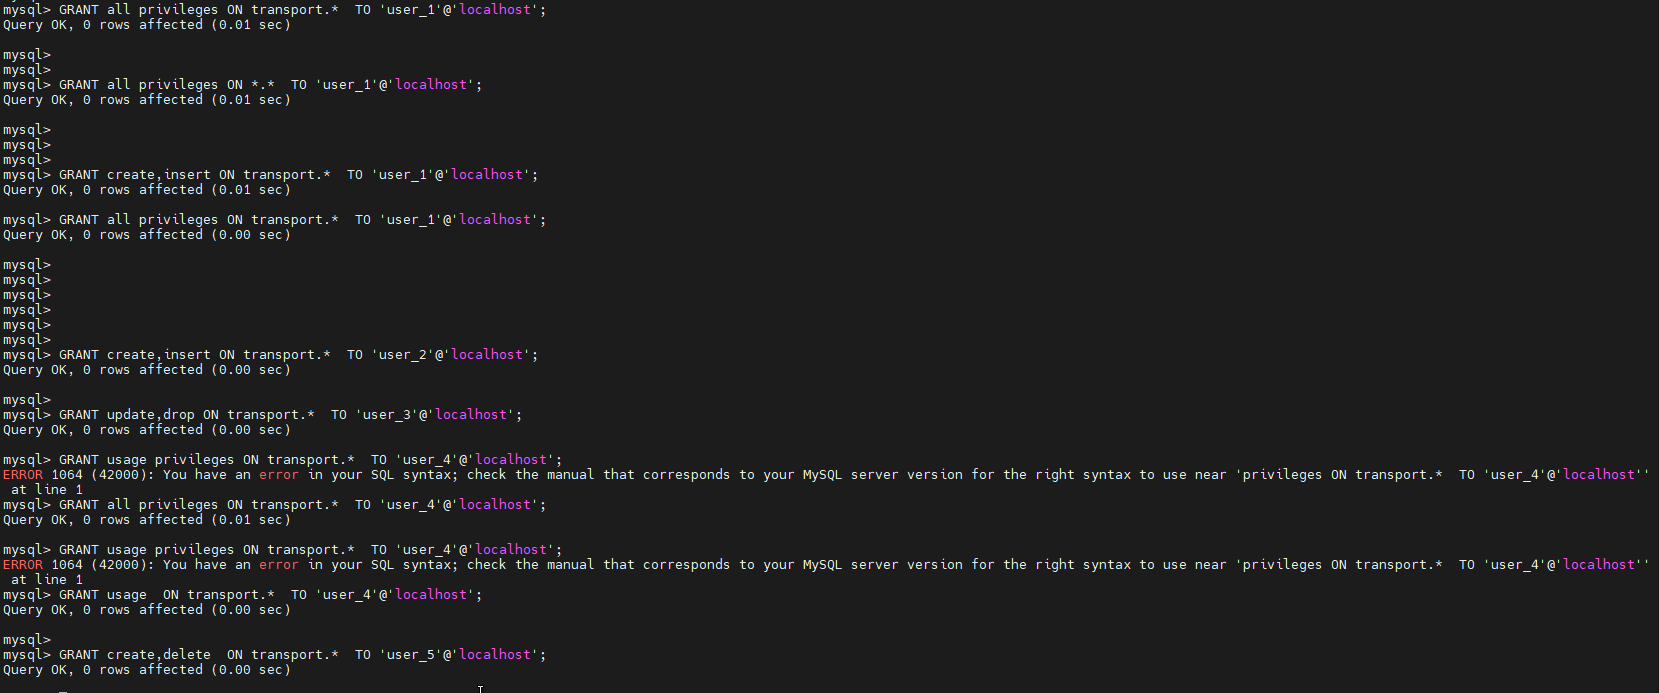 mysql> GRANT all privileges ON transport.*  TO 'user_1'@'localhost';
Query OK, 0 rows affected (0.01 sec)
mysql>
mysql>
mysql> GRANT all privileges ON *.*  TO 'user_1'@'localhost';
Query OK, 0 rows affected (0.01 sec)
mysql>
mysql>
mysql>
mysql> GRANT create,insert ON transport.*  TO 'user_1'@'localhost';
Query OK, 0 rows affected (0.01 sec)
mysql> GRANT all privileges ON transport.*  TO 'user_1'@'localhost';
Query OK, 0 rows affected (0.00 sec)
mysql>
mysql>
mysql>
mysql>
mysql>
mysql>
mysql> GRANT create,insert ON transport.*  TO 'user_2'@'localhost';
Query OK, 0 rows affected (0.00 sec)
mysql>
mysql> GRANT update,drop ON transport.*  TO 'user_3'@'localhost';
Query OK, 0 rows affected (0.00 sec)
mysql> GRANT usage privileges ON transport.*  TO 'user_4'@'localhost';
ERROR 1064 (42000): You have an error in your SQL syntax; check the manual that corresponds to your MySQL server version for the right syntax to use near 'privileges ON transport.*  TO 'user_4'@'localhost''
 at line 1
mysql> GRANT all privileges ON transport.*  TO 'user_4'@'localhost';
Query OK, 0 rows affected (0.01 sec)
mysql> GRANT usage privileges ON transport.*  TO 'user_4'@'localhost';
ERROR 1064 (42000): You have an error in your SQL syntax; check the manual that corresponds to your MySQL server version for the right syntax to use near 'privileges ON transport.*  TO 'user_4'@'localhost''
 at line 1
mysql> GRANT usage  ON transport.*  TO 'user_4'@'localhost';
Query OK, 0 rows affected (0.00 sec)
mysql>
mysql> GRANT create,delete  ON transport.*  TO 'user_5'@'localhost';
Query OK, 0 rows affected (0.00 sec)